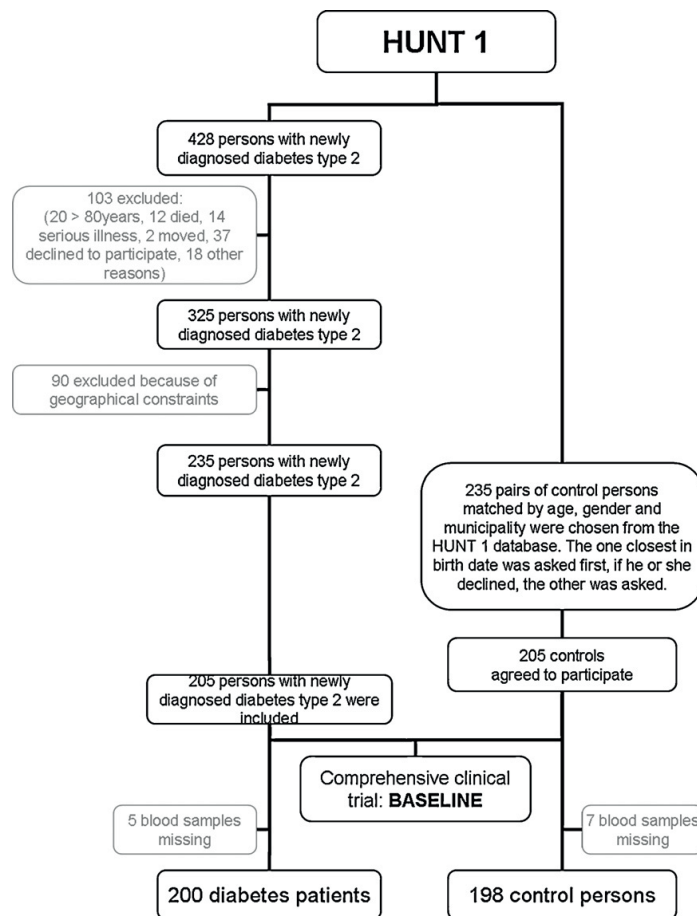 HUNT 1
428 persons with newly
diagnosed diabetes type 2
103 excluded:
(20 > 80years, 12 died, 14
serious illness, 2 moved, 37
declined to participate, 18 other
reasons)
325 persons with newly
diagnosed diabetes type 2
90 excluded because of
geographical constraints
235 persons with newly
diagnosed diabetes type 2
235 pairs of control persons
matched by age, gender and
municipality were chosen from the
HUNT 1 database. The one closest in
birth date was asked first, if he or she
declined, the other was asked.
205 controls
agreed to participate
205 persons with newly
diagnosed diabetes type 2 were
included
Comprehensive clinical
trial: BASELINE
5 blood samples
missing
7 blood samples
missing
200 diabetes patients
198 control persons